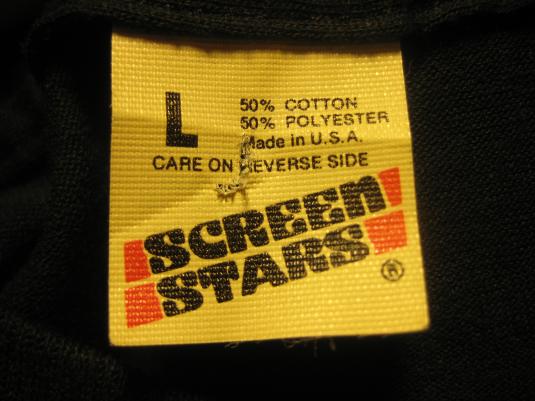 L
50% COTTON
50% POLYESTER
Made in U.S.A.
CARE ON REVERSE SIDE
SCREEN
STARS
®